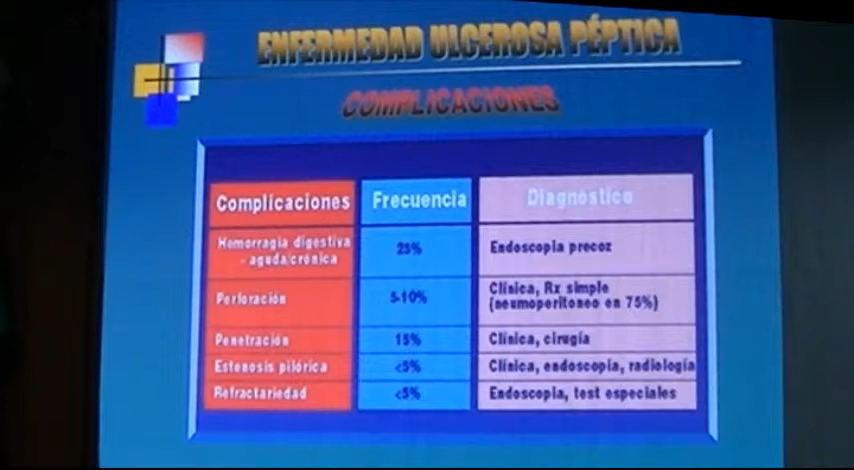 ENFERMEDAD ULCEROSA PÉPTICA
COMPLICACIONES
Complicaciones Frecuencia Diagnóstico
Hemorragia digestiva
- aguda/crónica 25% Endoscopia precoz
Perforación 5-10% Clínica, Rx simple
(neumoperitoneo en 75%)
Penetración 15% Clínica, cirugía
Estenosis pilórica <5% Clínica, endoscopia, radiología
Refractariedad <5% Endoscopia, test especiales